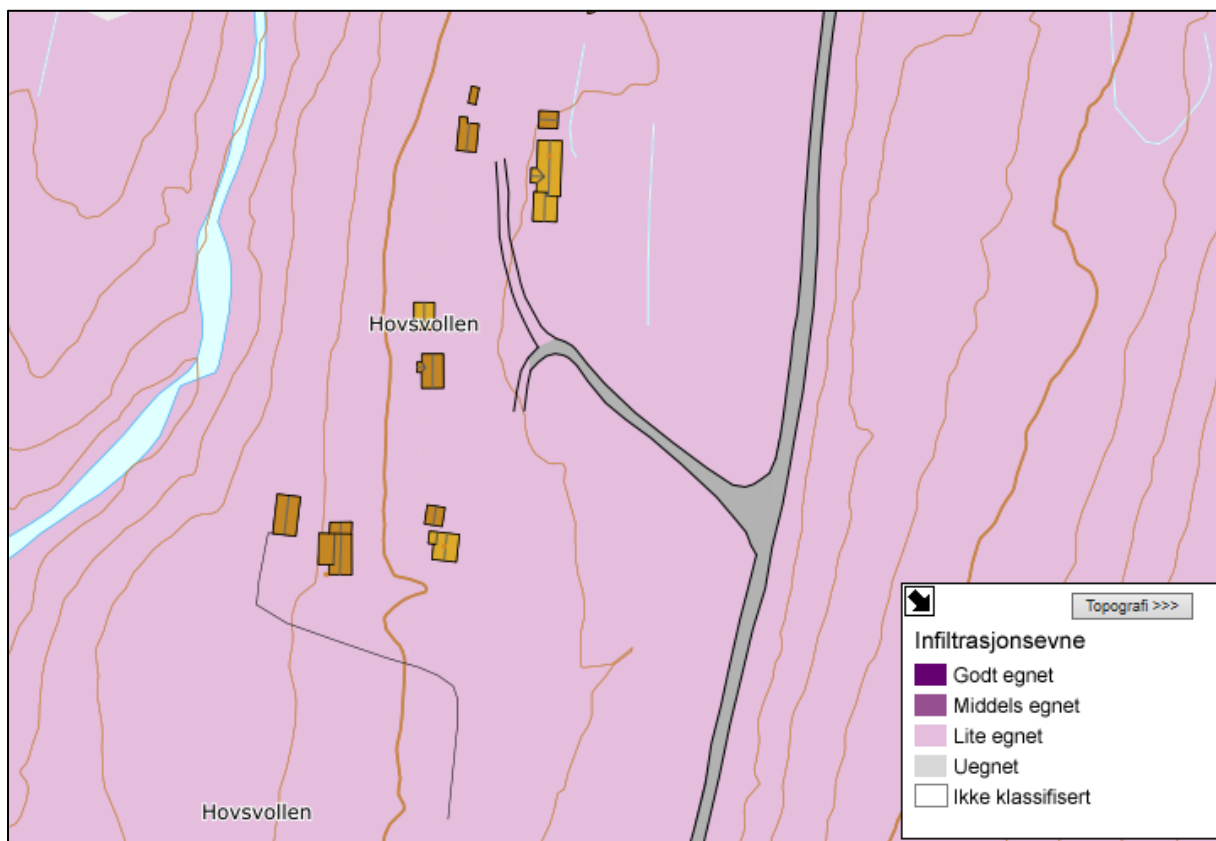 Hovsvollen
Topografi >>>
Infiltrasjonsevne
Godt egnet
Middels egnet
Lite egnet
Uegnet
Ikke klassifisert
Hovsvollen